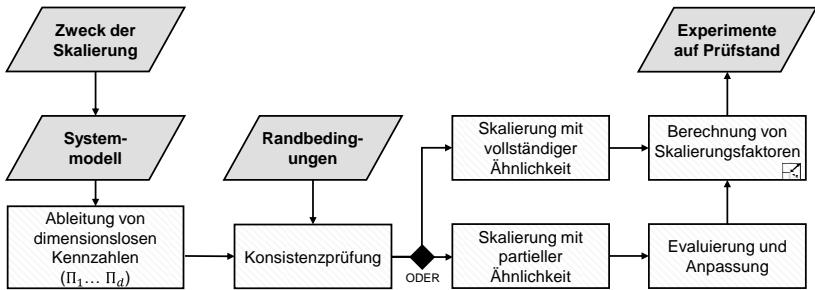 Zweck der
Skalierung
Experimente
auf Prüfstand
System-
modell
Randbeding-
ungen
Skalierung mit
vollständiger
Ähnlichkeit
Berechnung von
Skalierungsfaktoren
Ableitung von
dimensionslosen
Kennzahlen
(Π₁… Π_d)
Konsistenzprüfung
ODER
Skalierung mit
partieller
Ähnlichkeit
Evaluierung und
Anpassung